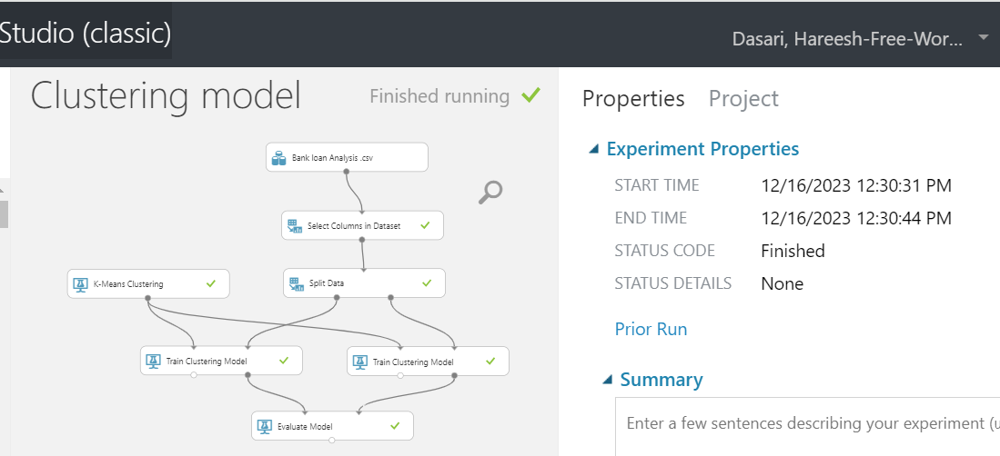 Studio (classic)
Dasari, Hareesh-Free-Wor...
Clustering model
Finished running
Bank loan Analysis .csv
Select Columns in Dataset
K-Means Clustering
Split Data
Train Clustering Model
Train Clustering Model
Evaluate Model
Properties Project
Experiment Properties
START TIME 12/16/2023 12:30:31 PM
END TIME 12/16/2023 12:30:44 PM
STATUS CODE Finished
STATUS DETAILS None
Prior Run
Summary
Enter a few sentences describing your experiment (u